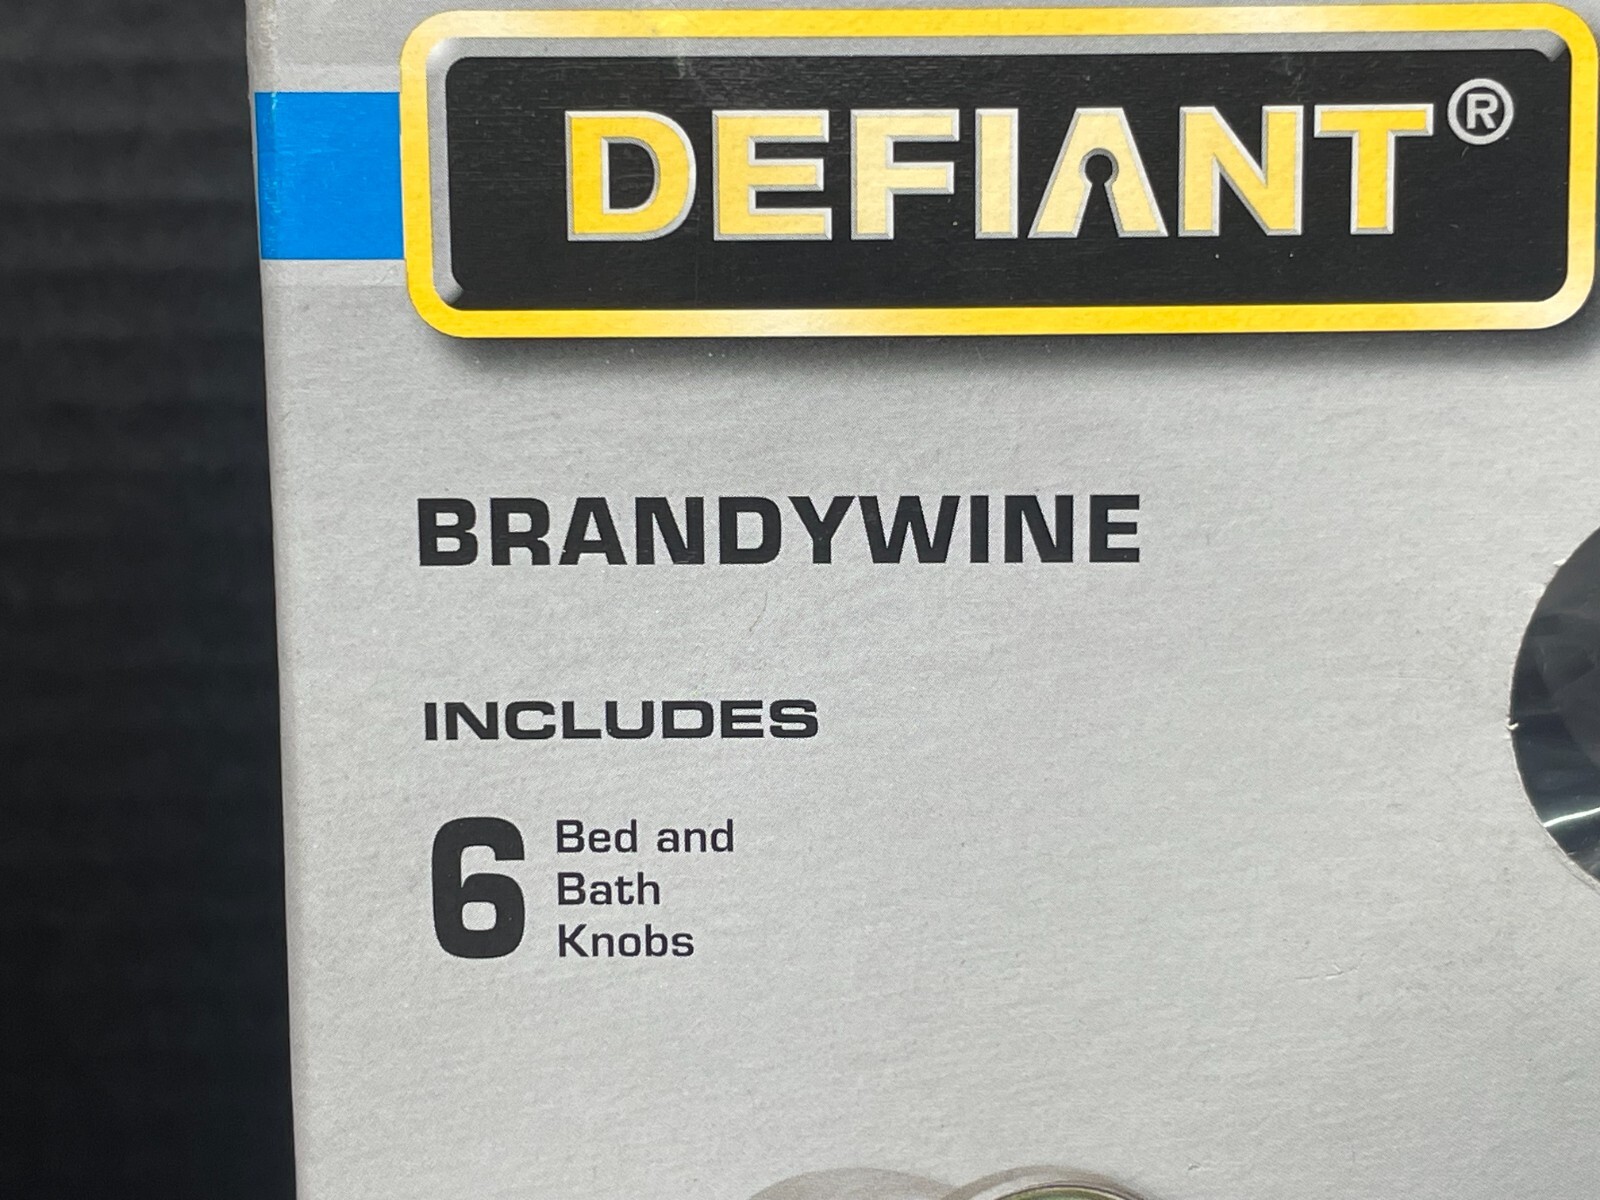 DEFIANT®
BRANDYWINE
INCLUDES
6
Bed and
Bath
Knobs